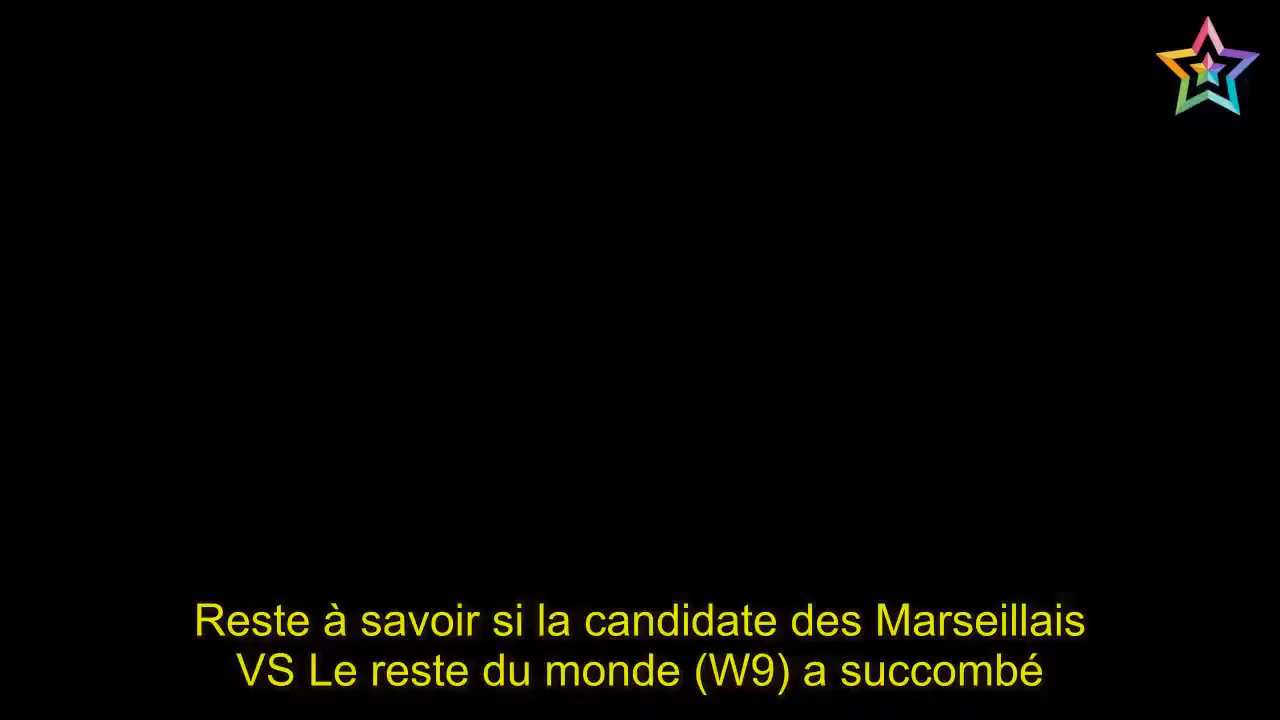 Reste à savoir si la candidate des Marseillais
VS Le reste du monde (W9) a succombé